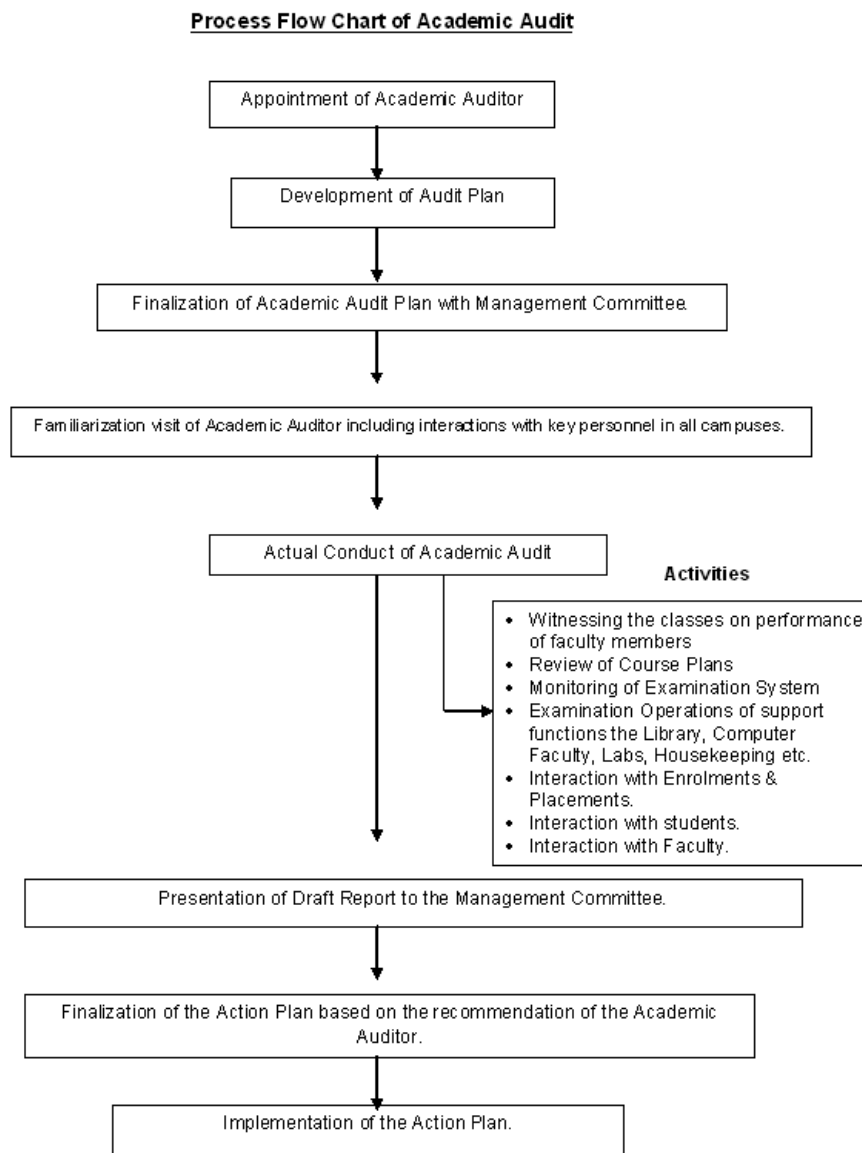 Process Flow Chart of Academic Audit
Appointment of Academic Auditor
Development of Audit Plan
Finalization of Academic Audit Plan with Management Committee.
Familiarization visit of Academic Auditor including interactions with key personnel in all campuses.
Actual Conduct of Academic Audit
Activities
• Witnessing the classes on performance
of faculty members
• Review of Course Plans
• Monitoring of Examination System
• Examination Operations of support
functions the Library, Computer
Faculty, Labs, Housekeeping etc.
• Interaction with Enrolments &
Placements.
• Interaction with students.
• Interaction with Faculty.
Presentation of Draft Report to the Management Committee.
Finalization of the Action Plan based on the recommendation of the Academic
Auditor.
Implementation of the Action Plan.